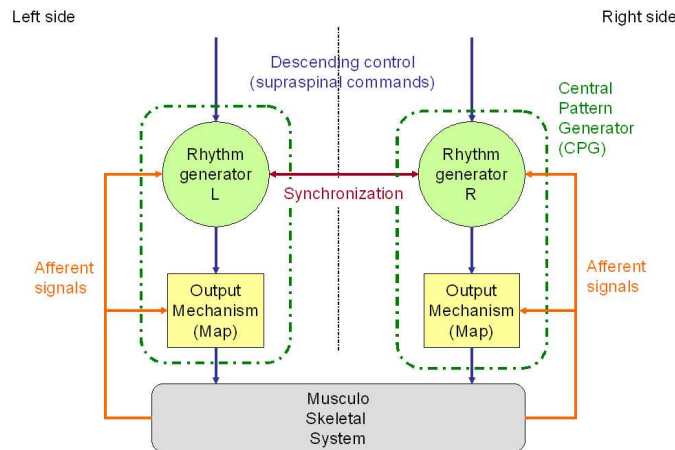 Left side
Right side
Descending control
(supraspinal commands)
Central
Pattern
Generator
(CPG)
Rhythm
generator
L
Synchronization
Rhythm
generator
R
Afferent
signals
Output
Mechanism
(Map)
Output
Mechanism
(Map)
Afferent
signals
Musculo
Skeletal
System